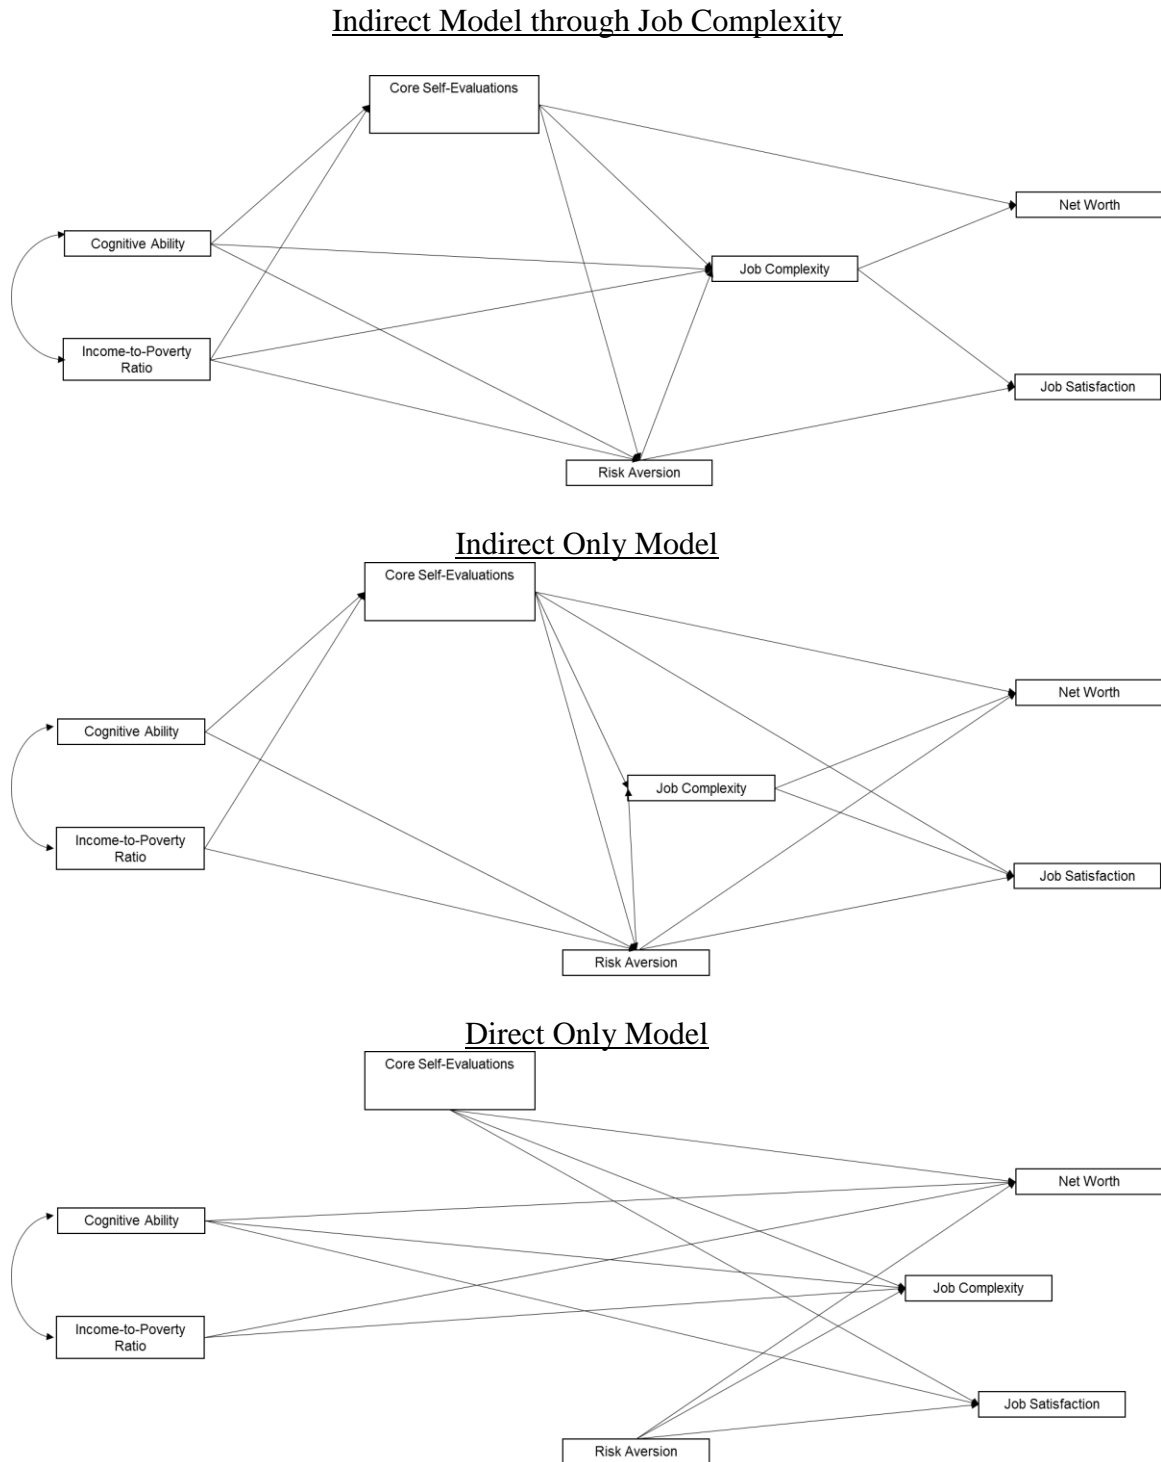 Indirect Model through Job Complexity
Core Self-Evaluations
Net Worth
Cognitive Ability
Job Complexity
Income-to-Poverty
Ratio
Job Satisfaction
Risk Aversion
Indirect Only Model
Core Self-Evaluations
Net Worth
Cognitive Ability
Job Complexity
Income-to-Poverty
Ratio
Job Satisfaction
Risk Aversion
Direct Only Model
Core Self-Evaluations
Net Worth
Cognitive Ability
Job Complexity
Income-to-Poverty
Ratio
Job Satisfaction
Risk Aversion